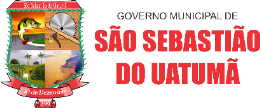 GOVERNO MUNICIPAL DE
SÃO SEBASTIÃO
DO UATUMÃ